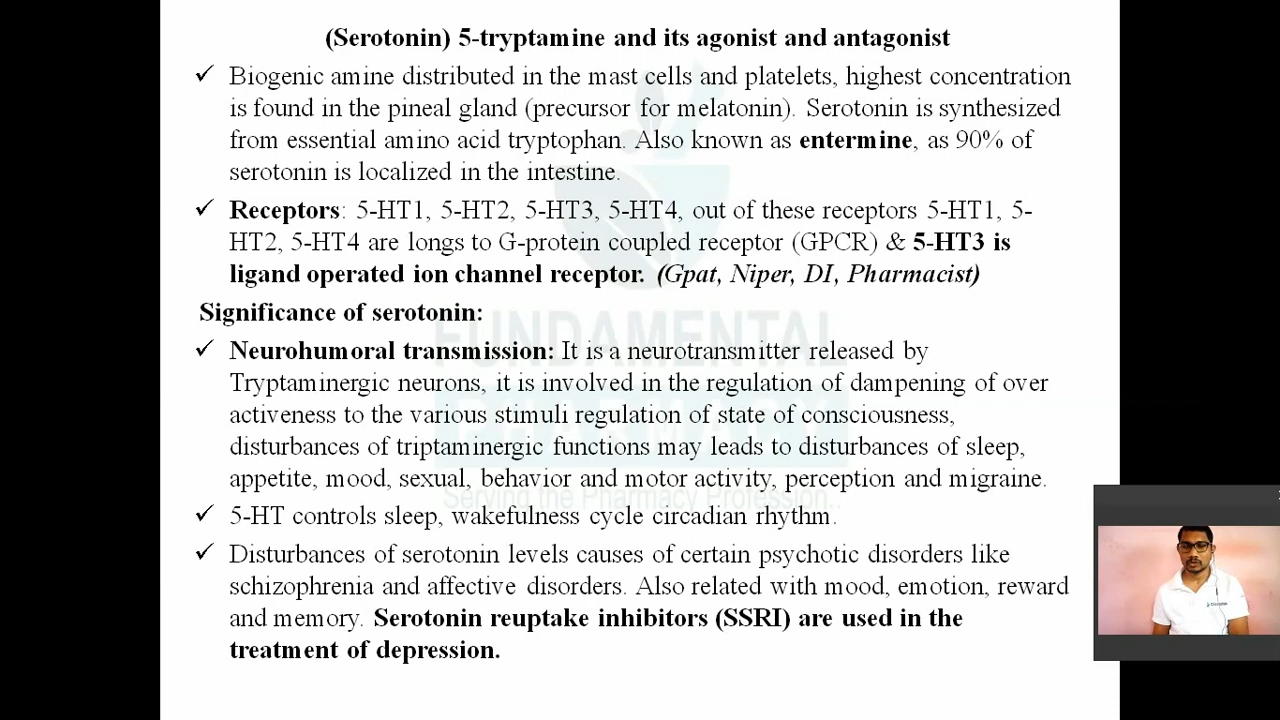 (Serotonin) 5-tryptamine and its agonist and antagonist
✓ Biogenic amine distributed in the mast cells and platelets, highest concentration
is found in the pineal gland (precursor for melatonin). Serotonin is synthesized
from essential amino acid tryptophan. Also known as entermine, as 90% of
serotonin is localized in the intestine.
✓ Receptors: 5-HT1, 5-HT2, 5-HT3, 5-HT4, out of these receptors 5-HT1, 5-
HT2, 5-HT4 are longs to G-protein coupled receptor (GPCR) & 5-HT3 is
ligand operated ion channel receptor. (Gpat, Niper, DI, Pharmacist)
Significance of serotonin:
✓ Neurohumoral transmission: It is a neurotransmitter released by
Tryptaminergic neurons, it is involved in the regulation of dampening of over
activeness to the various stimuli regulation of state of consciousness,
disturbances of triptaminergic functions may leads to disturbances of sleep,
appetite, mood, sexual, behavior and motor activity, perception and migraine.
✓ 5-HT controls sleep, wakefulness cycle circadian rhythm.
✓ Disturbances of serotonin levels causes of certain psychotic disorders like
schizophrenia and affective disorders. Also related with mood, emotion, reward
and memory. Serotonin reuptake inhibitors (SSRI) are used in the
treatment of depression.
FUNDAMENTAL
PHARMACY
Serving the Pharmacy Profession..